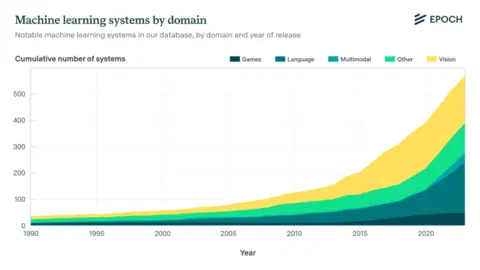 Machine learning systems by domain
EPOCH
Notable machine learning systems in our database, by domain and year of release
Cumulative number of systems
Games Language Multimodal Other Vision
500
400
300
200
100
0
1990 1995 2000 2005 2010 2015 2020
Year